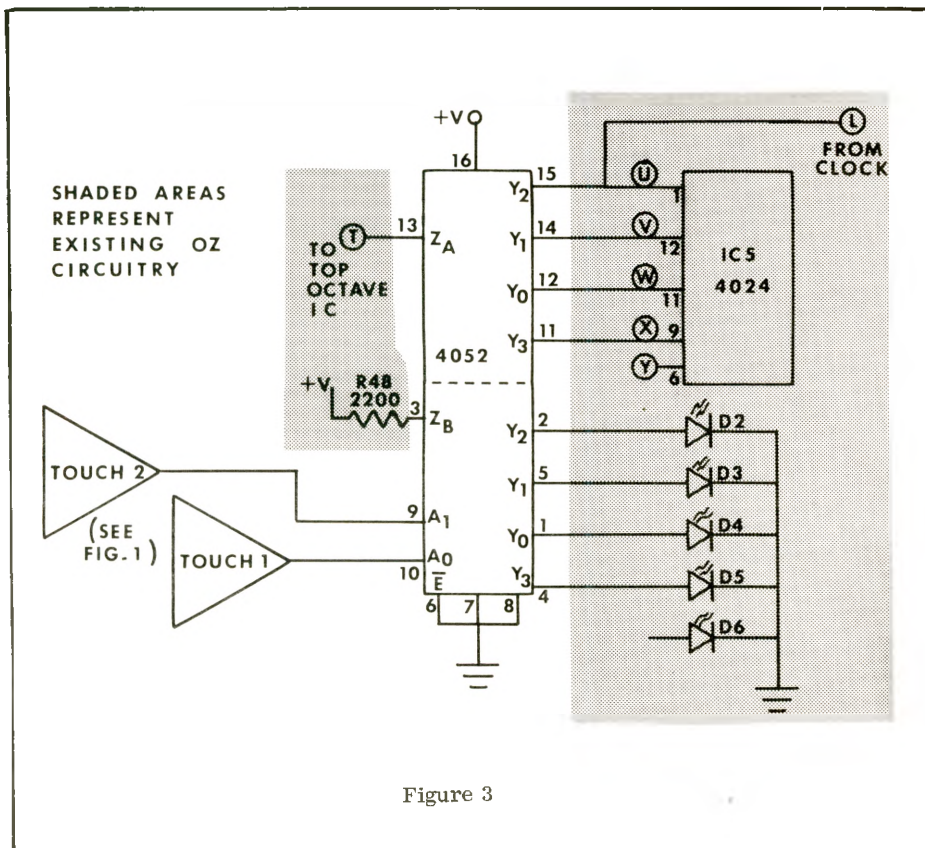 +V
16
SHADED AREAS
REPRESENT
EXISTING OZ
CIRCUITRY
T
TO
TOP
OCTAVE
IC
13
ZA
+V
R48
2200
3
ZB
4052
TOUCH 2
(SEE
FIG.1)
TOUCH 1
9
A1
10
A0
E
6
7
8
Y2
15
Y1
14
Y0
12
Y3
11
Y2
2
Y1
5
Y0
1
Y3
4
L
FROM
CLOCK
U
1
V
12
W
11
X
9
Y
6
IC5
4024
D2
D3
D4
D5
D6
Figure 3